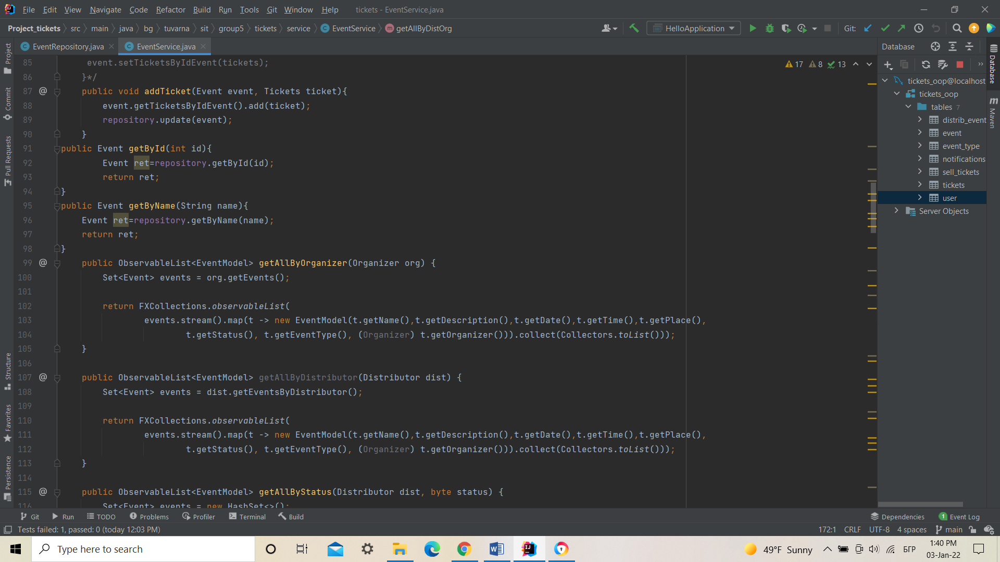 File Edit View Navigate Code Refactor Build Run Tools Git Window Help tickets - EventService.java
Project_tickets src main java bg tuvarna sit group5 tickets service EventService getAllByDistOrg HelloApplication Git:
EventRepository.java EventService.java Database
17 8 13
85 event.setTicketsByIdEvent(tickets);
86 }*/
87 @ public void addTicket(Event event, Tickets ticket){
88 event.getTicketsByIdEvent().add(ticket);
89 repository.update(event);
90 }
91 public Event getById(int id){
92 Event ret=repository.getById(id);
93 return ret;
94 }
95 public Event getByName(String name){
96 Event ret=repository.getByName(name);
97 return ret;
98 }
99 @ public ObservableList<EventModel> getAllByOrganizer(Organizer org) {
100 Set<Event> events = org.getEvents();
101
102 return FXCollections.observableList(
103 events.stream().map(t -> new EventModel(t.getName(),t.getDescription(),t.getDate(),t.getTime(),t.getPlace(),
104 t.getStatus(), t.getEventType(), (Organizer) t.getOrganizer())).collect(Collectors.toList()));
105 }
106
107 @ public ObservableList<EventModel> getAllByDistributor(Distributor dist) {
108 Set<Event> events = dist.getEventsByDistributor();
109
110 return FXCollections.observableList(
111 events.stream().map(t -> new EventModel(t.getName(),t.getDescription(),t.getDate(),t.getTime(),t.getPlace(),
112 t.getStatus(), t.getEventType(), (Organizer) t.getOrganizer())).collect(Collectors.toList()));
113 }
114
115 @ public ObservableList<EventModel> getAllByStatus(Distributor dist, byte status) {
116 Set<Event> events = new HashSet<>();
Project
Commit
Pull Requests
Structure
Favorites
Persistence
tickets_oop@localhost
tickets_oop
tables 7
distrib_event
event
event_type
notifications
sell_tickets
tickets
user
Server Objects
Database
Maven
Git Run TODO Problems Profiler Terminal Build Dependencies 1 Event Log
Tests failed: 1, passed: 0 (today 12:03 PM) 172:1 CRLF UTF-8 4 spaces main
Type here to search 49°F Sunny БГР 1:40 PM
03-Jan-22